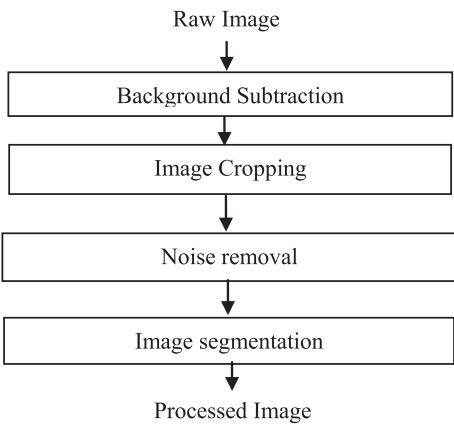 Raw Image
Background Subtraction
Image Cropping
Noise removal
Image segmentation
Processed Image